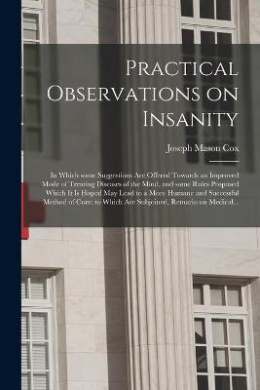 Practical
Observations on
Insanity
Joseph Mason Cox
In Which Some Suggestions Are Offered Towards an Improved
Mode of Treating Diseases of the Mind, and Some Rules Proposed
Which It is Hoped May Lead to a More Humane and Successful
Method of Cure: to Which Are Subjoined, Remarks on Medical...